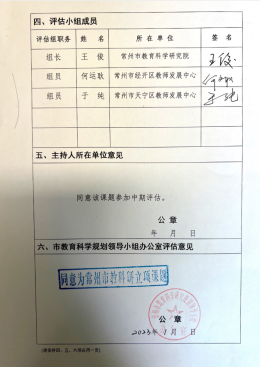 四、评估小组成员
评估组职务 姓 名 所 在 单 位 签 名
组长 王 俊 常州市教育科学研究院 王俊
组员 何运耿 常州市经开区教师发展中心
组员 于 纯 常州市天宁区教师发展中心 于纯
五、主持人所在单位意见
同意该课题参加中期评估。
公 章
年 月 日
六、市教育科学规划领导小组办公室评估意见
同意为常州市教科研立项课题
公 章
2023年 1月 日